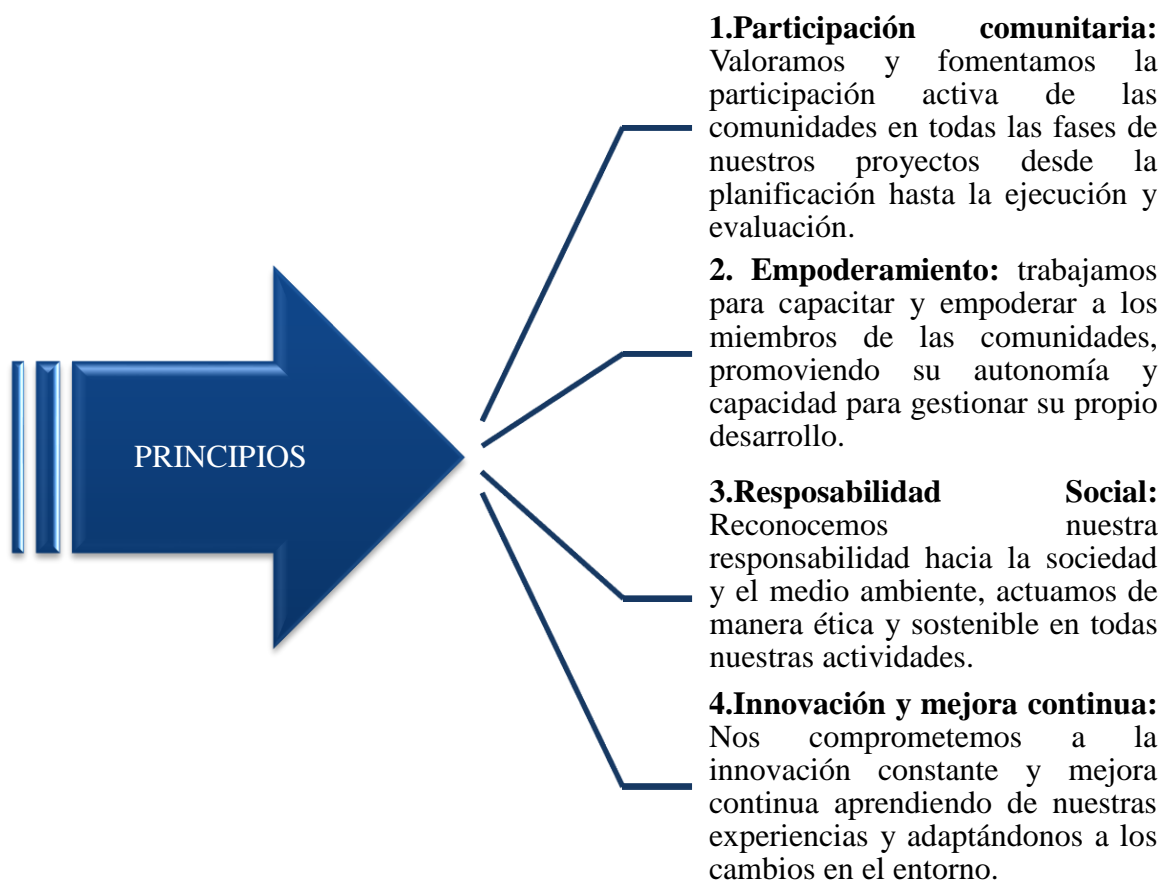 PRINCIPIOS
1.Participación comunitaria:
Valoramos y fomentamos la
participación activa de las
comunidades en todas las fases de
nuestros proyectos desde la
planificación hasta la ejecución y
evaluación.
2. Empoderamiento: trabajamos
para capacitar y empoderar a los
miembros de las comunidades,
promoviendo su autonomía y
capacidad para gestionar su propio
desarrollo.
3.Resposabilidad Social:
Reconocemos nuestra
responsabilidad hacia la sociedad
y el medio ambiente, actuamos de
manera ética y sostenible en todas
nuestras actividades.
4.Innovación y mejora continua:
Nos comprometemos a la
innovación constante y mejora
continua aprendiendo de nuestras
experiencias y adaptándonos a los
cambios en el entorno.